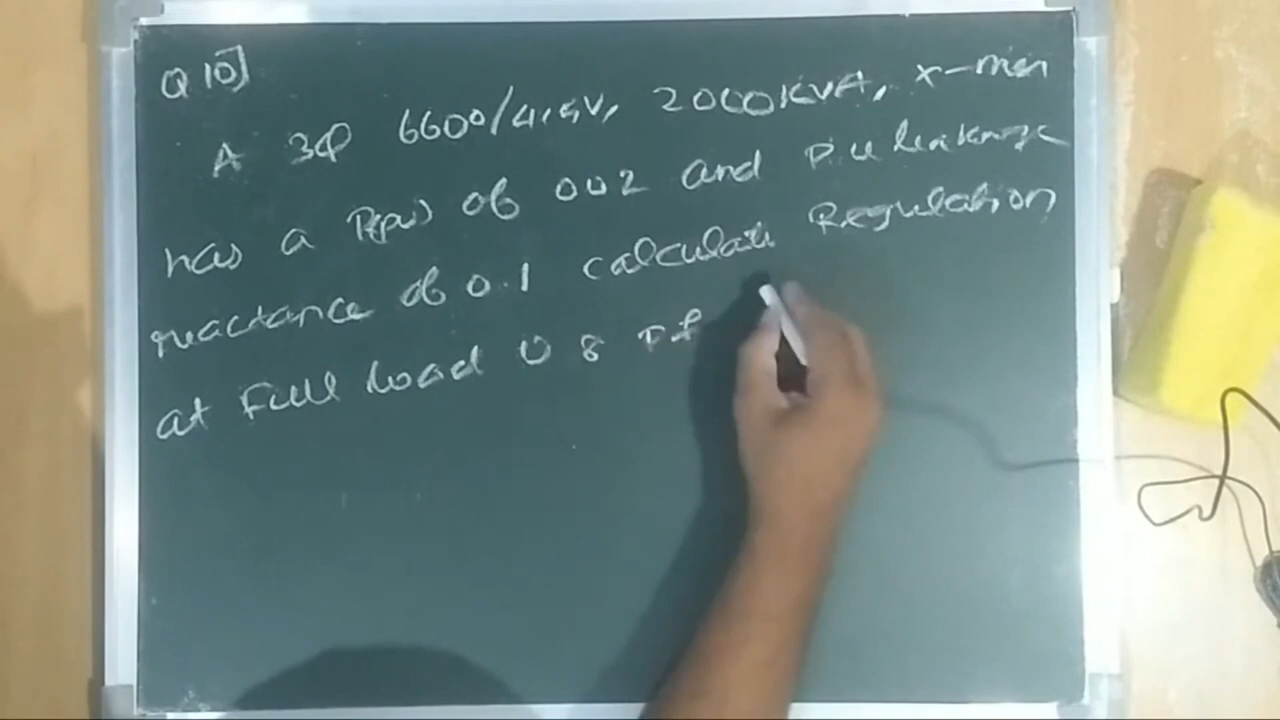 Q 10]
A 3φ 6600/415V, 2000KVA, x-mer
has a R(pu) of 0.02 and P.u leakage
reactance of 0.1 calculate Regulation
at Full load 0.8 P.f